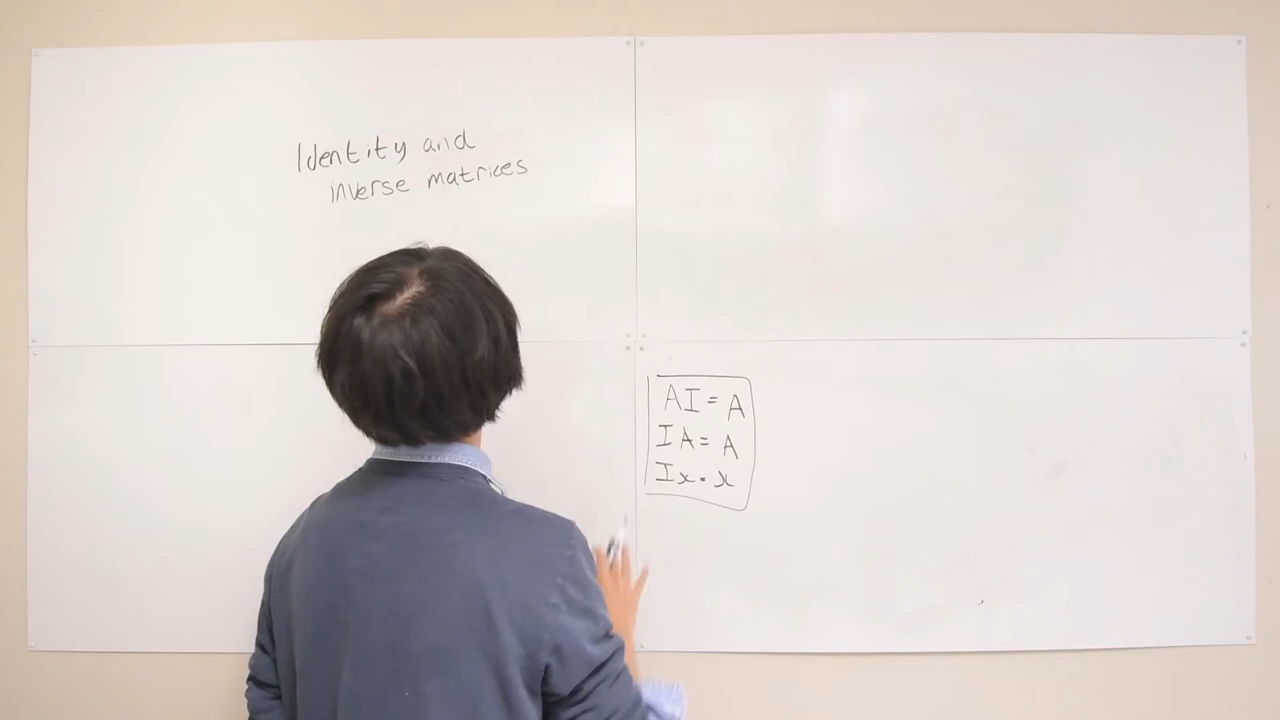 Identity and
inverse matrices
AI = A
IA = A
Ix = x